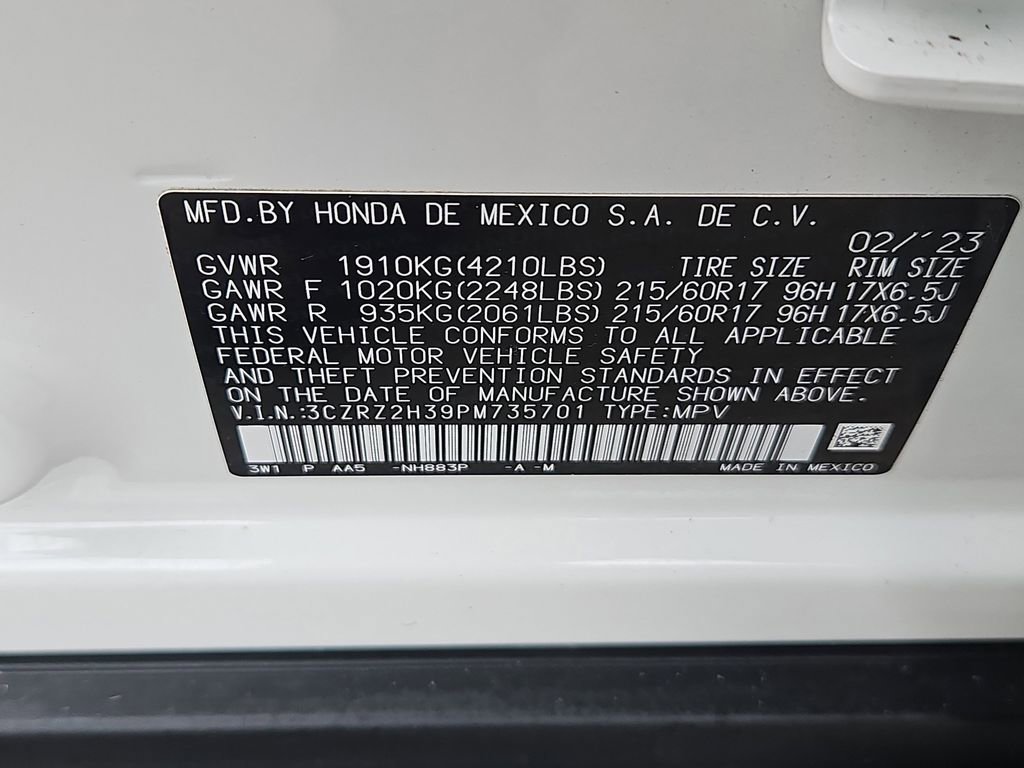 MFD.BY HONDA DE MEXICO S.A. DE C.V.
02/'23
GVWR 1910KG(4210LBS) TIRE SIZE RIM SIZE
GAWR F 1020KG(2248LBS) 215/60R17 96H 17X6.5J
GAWR R 935KG(2061LBS) 215/60R17 96H 17X6.5J
THIS VEHICLE CONFORMS TO ALL APPLICABLE
FEDERAL MOTOR VEHICLE SAFETY
AND THEFT PREVENTION STANDARDS IN EFFECT
ON THE DATE OF MANUFACTURE SHOWN ABOVE.
V.I.N.:3CZRZ2H39PM735701 TYPE:MPV
3W1 P AA5 -NH883P -A-M MADE IN MEXICO